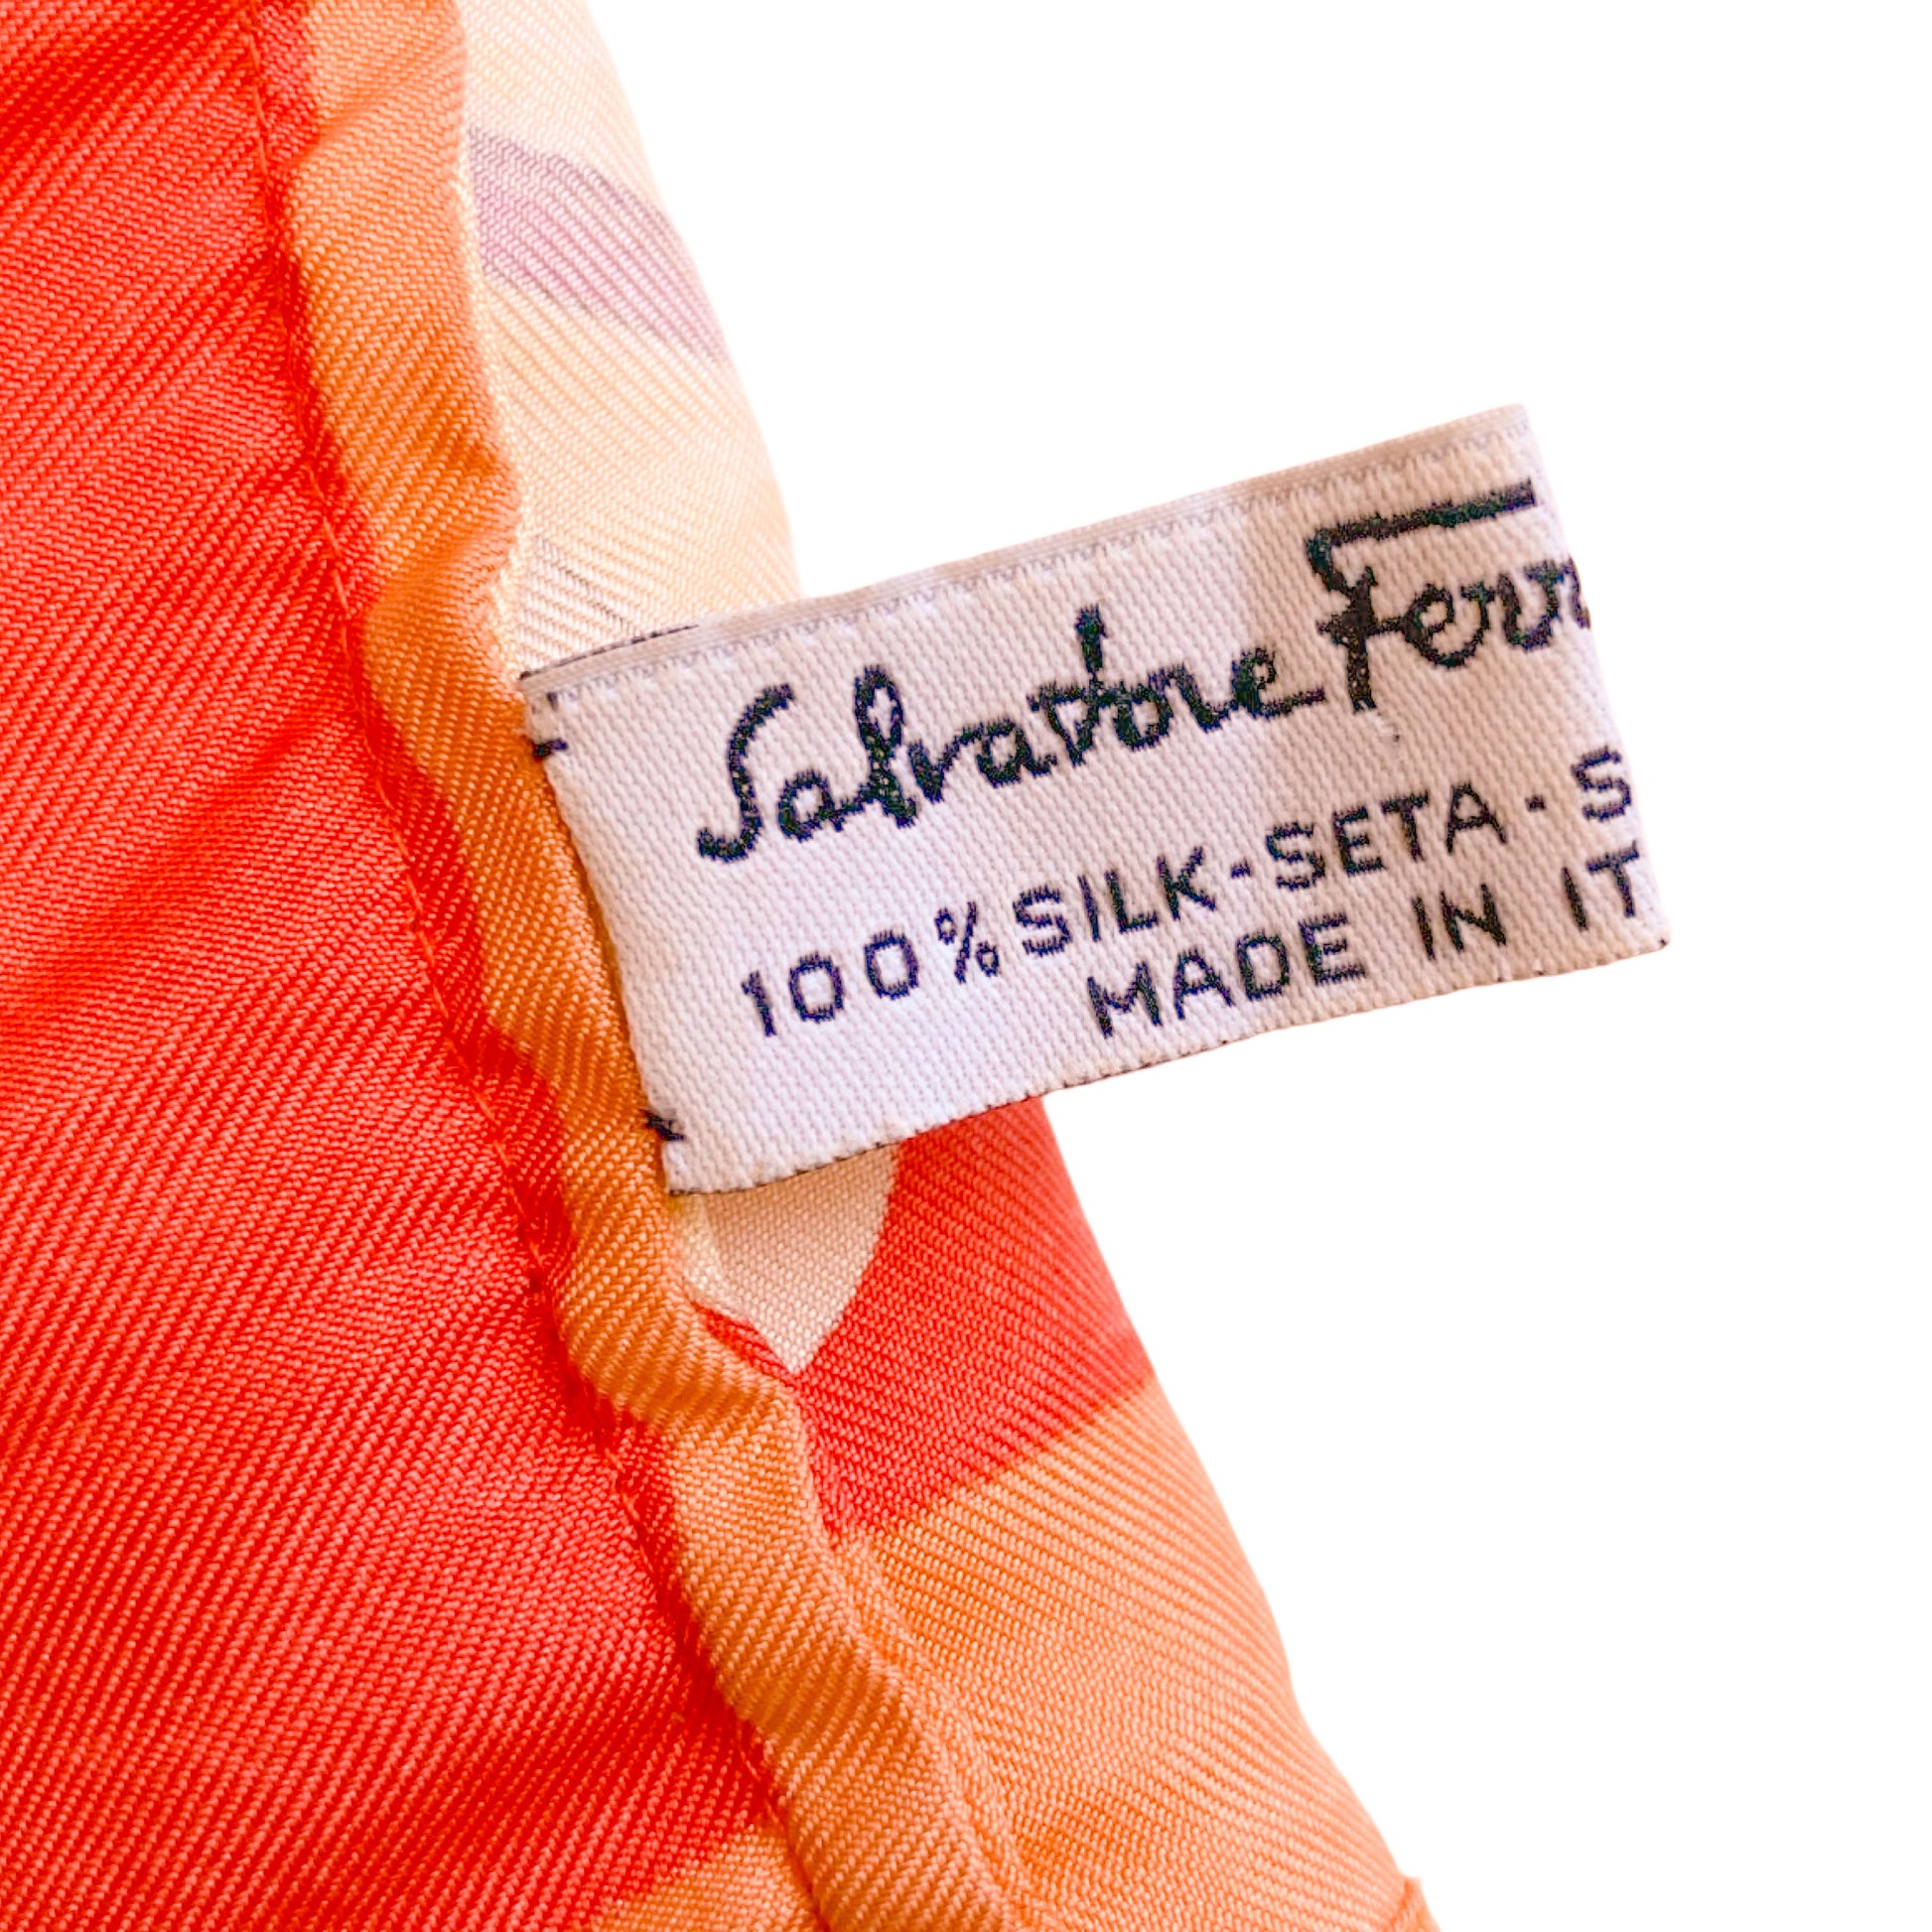 Salvatore Ferr
100% SILK-SETA - S
MADE IN IT